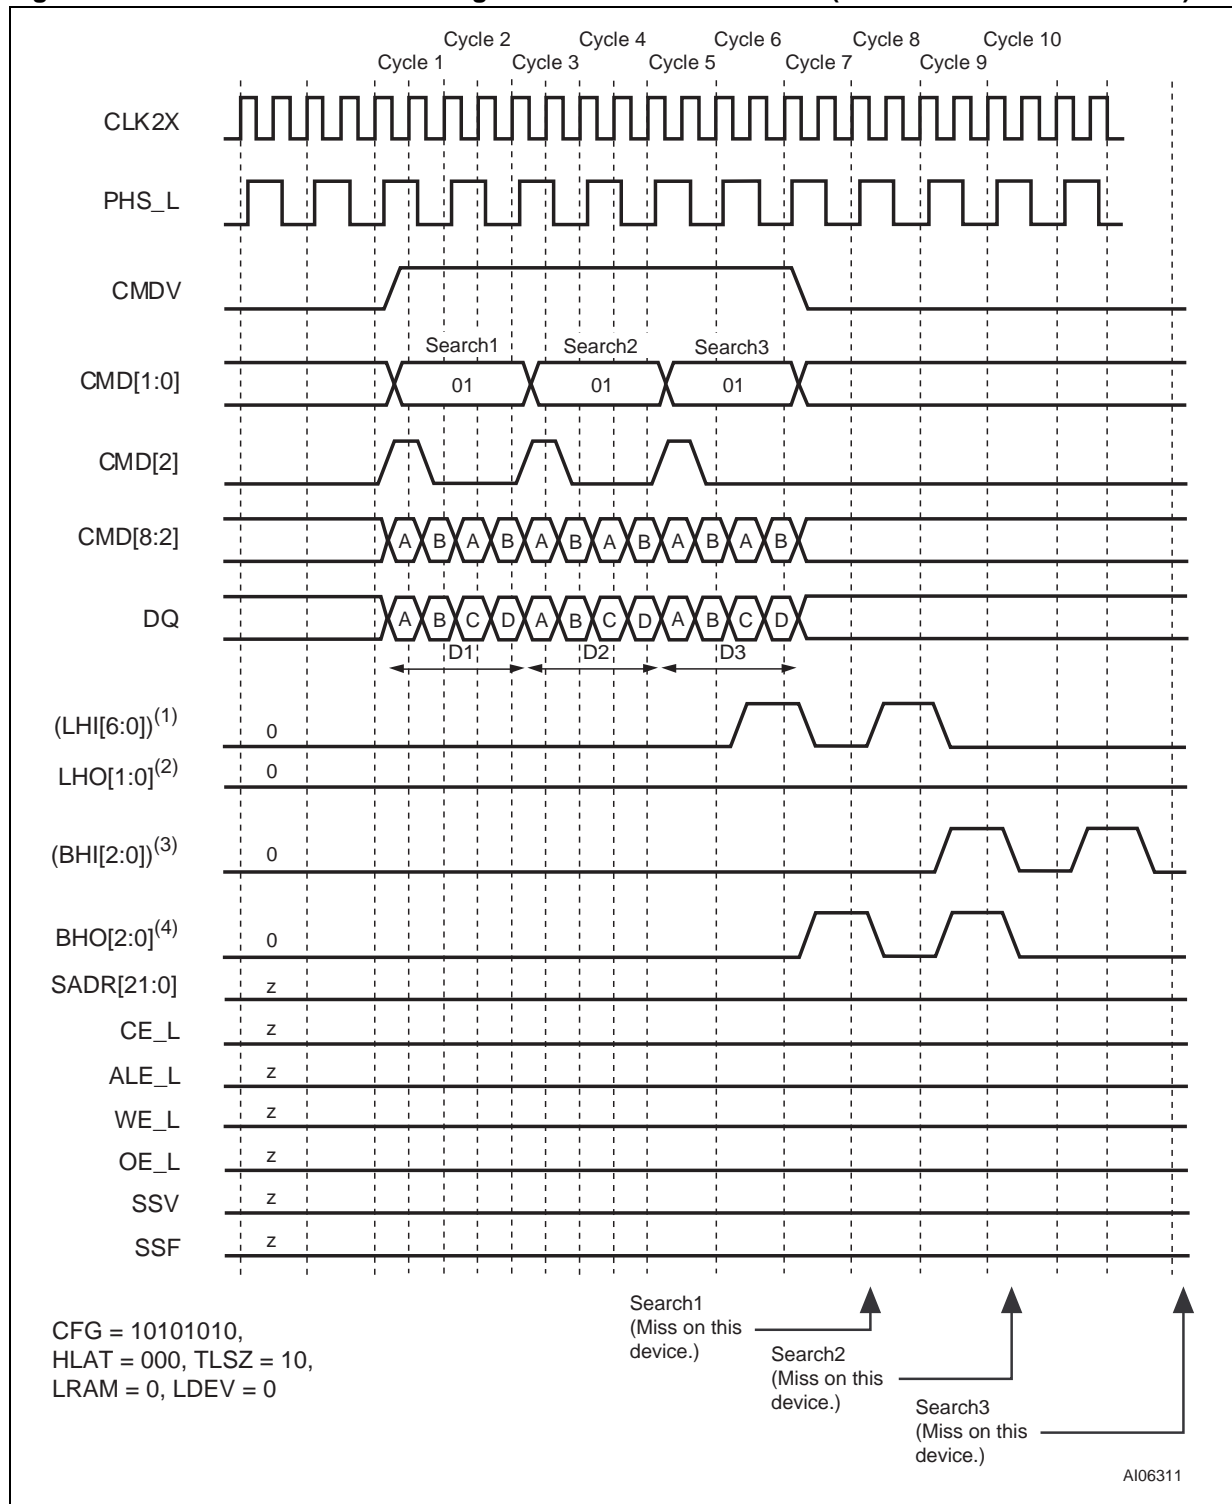 Cycle 2 Cycle 4 Cycle 6 Cycle 8 Cycle 10
Cycle 1 Cycle 3 Cycle 5 Cycle 7 Cycle 9
CLK2X
PHS_L
CMDV
Search1 Search2 Search3
CMD[1:0] 01 01 01
CMD[2]
CMD[8:2] A B A B A B A B A B A B
DQ A B C D A B C D A B C D
D1 D2 D3
(LHI[6:0])(1) 0
LHO[1:0](2) 0
(BHI[2:0])(3) 0
BHO[2:0](4) 0
SADR[21:0] z
CE_L z
ALE_L z
WE_L z
OE_L z
SSV z
SSF z
Search1
(Miss on this
device.)
Search2
(Miss on this
device.)
Search3
(Miss on this
device.)
CFG = 10101010,
HLAT = 000, TLSZ = 10,
LRAM = 0, LDEV = 0
AI06311